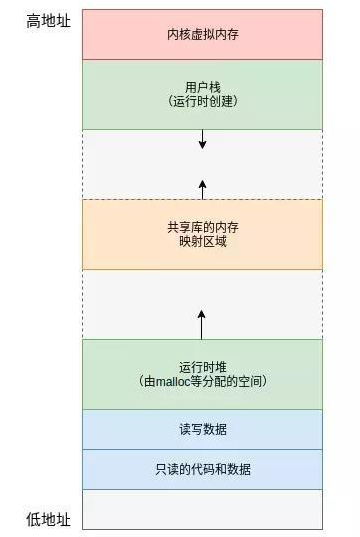 高地址
内核虚拟内存
用户栈
（运行时创建）
共享库的内存
映射区域
运行时堆
（由malloc等分配的空间）
读写数据
只读的代码和数据
低地址